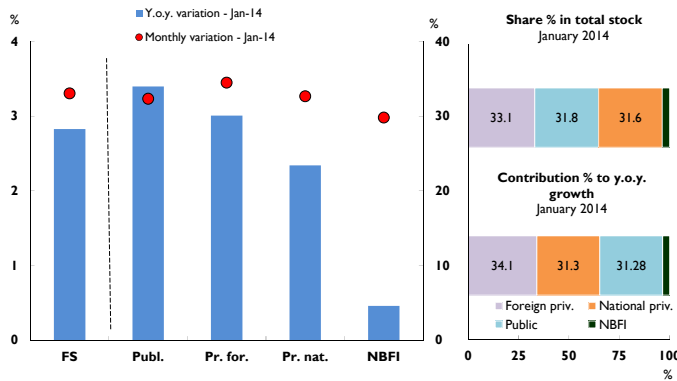 %
Y.o.y. variation - Jan-14
Monthly variation - Jan-14
%
4
3
2
1
0
40
30
20
10
0
FS
Publ.
Pr. for.
Pr. nat.
NBFI
Share % in total stock
January 2014
33.1
31.8
31.6
Contribution % to y.o.y.
growth
January 2014
34.1
31.3
31.28
Foreign priv.
National priv.
Public
NBFI
0
25
50
75
100
%